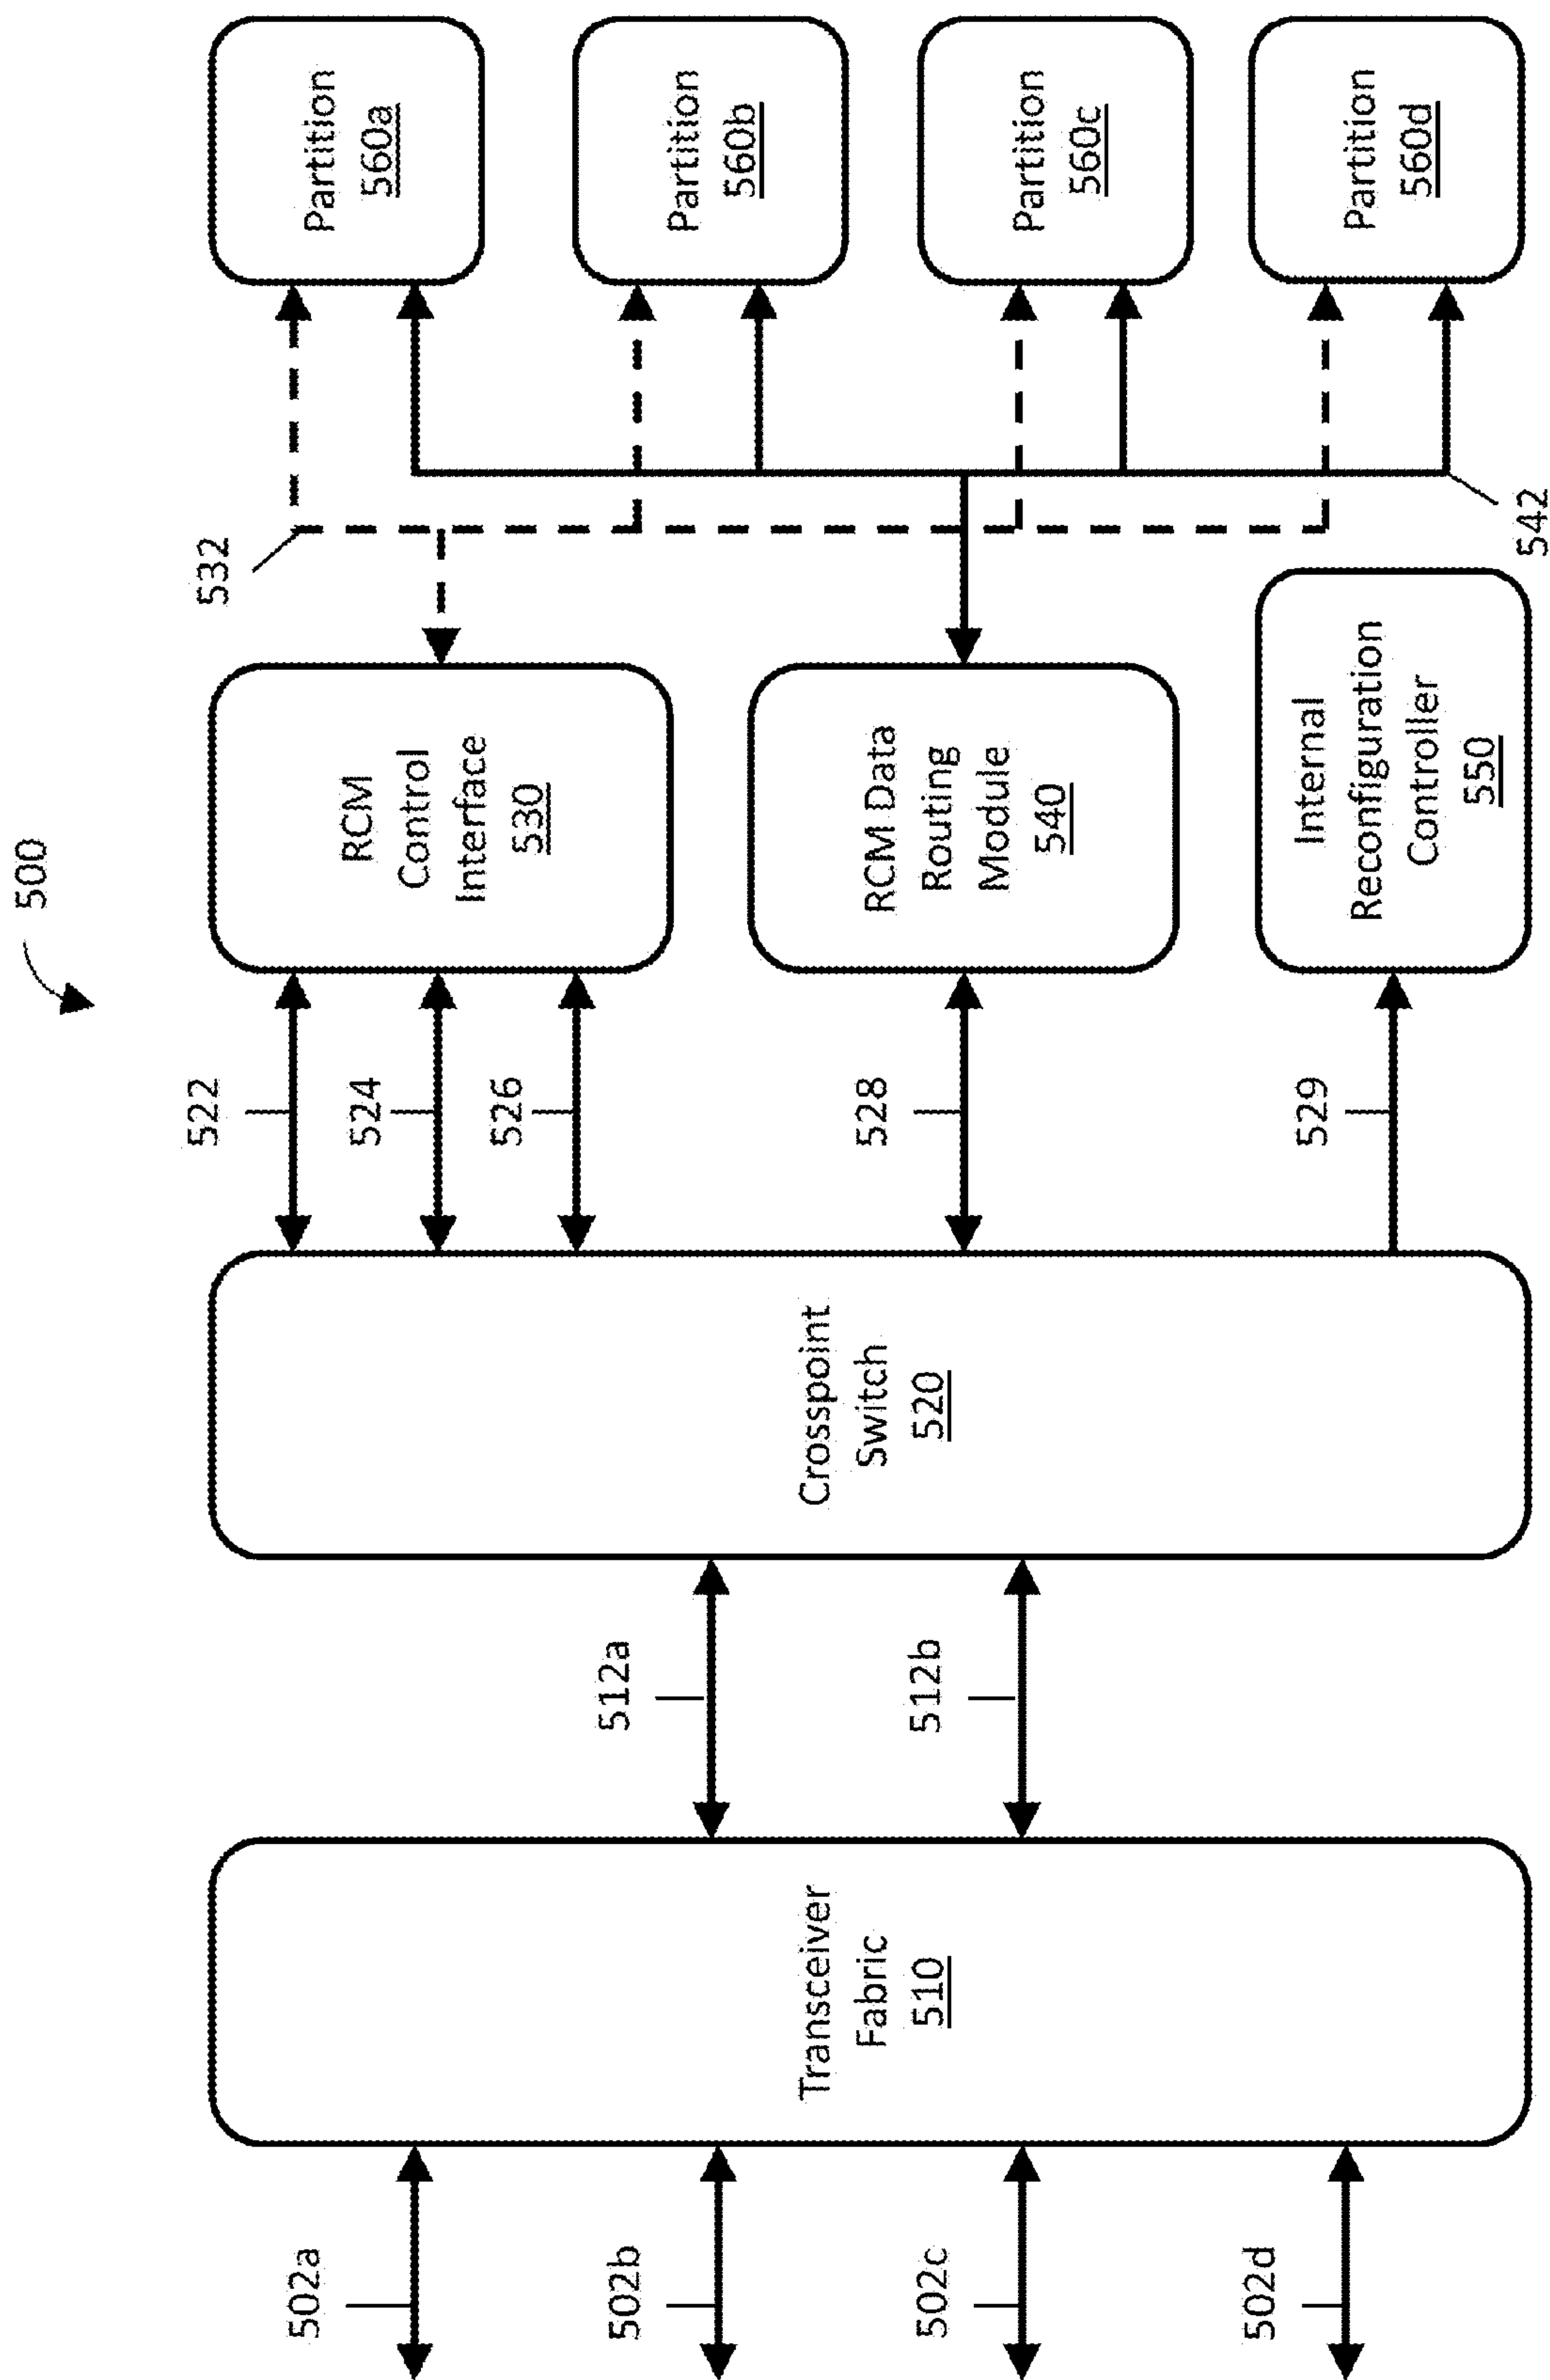 500
502a
502b
502c
502d
Transceiver
Fabric
510
512a
512b
Crosspoint
Switch
520
522
524
526
528
529
RCM
Control
Interface
530
RCM Data
Routing
Module
540
Internal
Reconfiguration
Controller
550
532
542
Partition
560a
Partition
560b
Partition
560c
Partition
560d